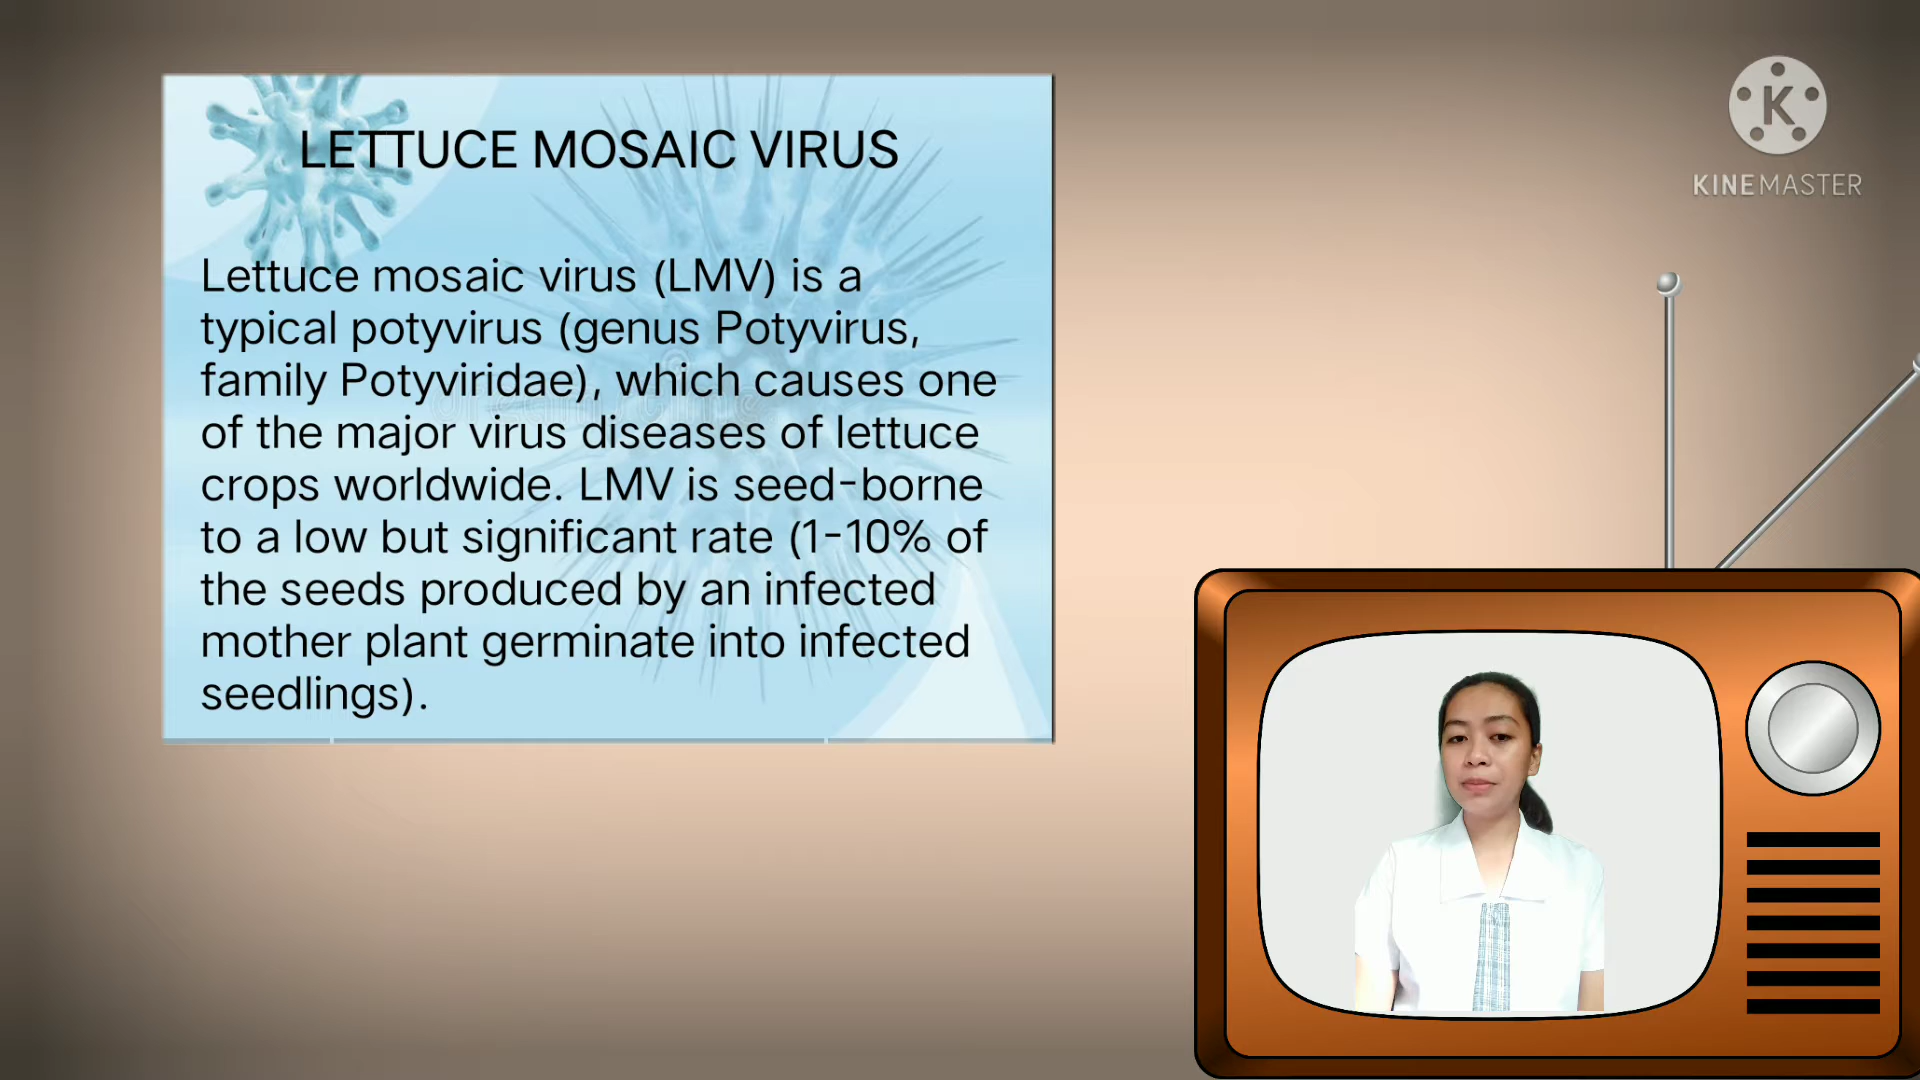 LETTUCE MOSAIC VIRUS
Lettuce mosaic virus (LMV) is a
typical potyvirus (genus Potyvirus,
family Potyviridae), which causes one
of the major virus diseases of lettuce
crops worldwide. LMV is seed-borne
to a low but significant rate (1-10% of
the seeds produced by an infected
mother plant germinate into infected
seedlings).
K
KINEMASTER